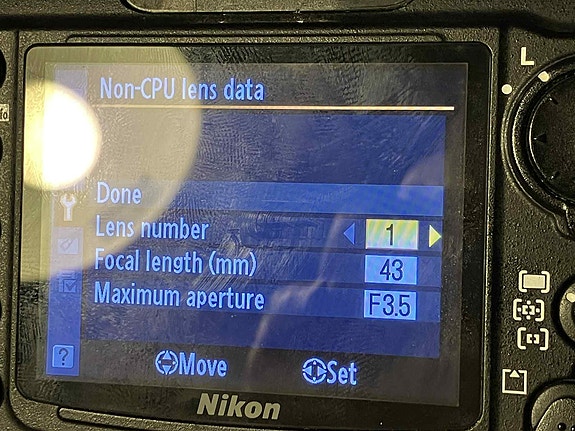 Non-CPU lens data
Done
Lens number 1
Focal length (mm) 43
Maximum aperture F3.5
? Move Set
Nikon
L